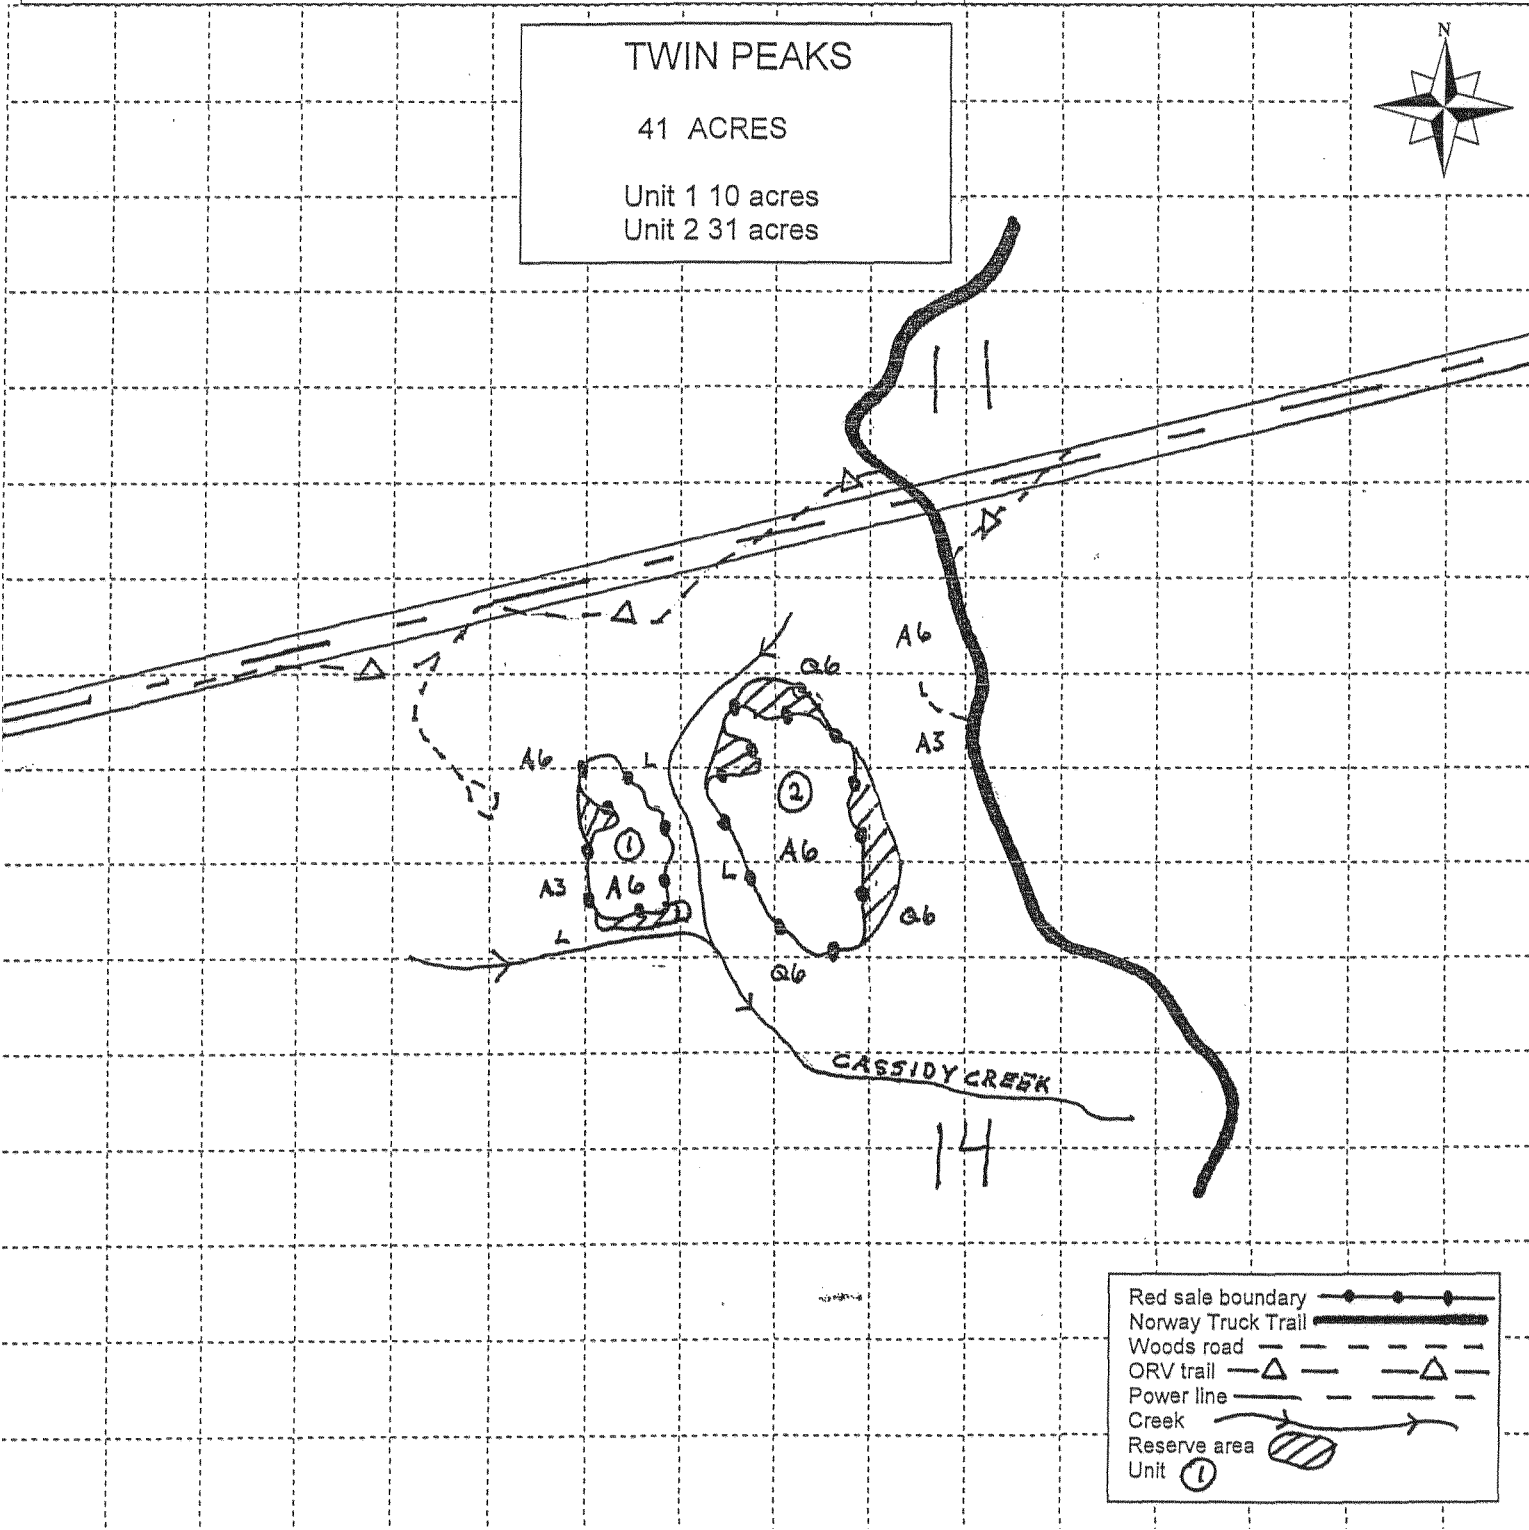 TWIN PEAKS
41 ACRES
Unit 1 10 acres
Unit 2 31 acres
N
11
A6
Q6
A3
A6
L
2
1
A6
L
A3
A6
Q6
L
Q6
CASSIDY CREEK
14
Red sale boundary
Norway Truck Trail
Woods road
ORV trail
Power line
Creek
Reserve area
Unit 1